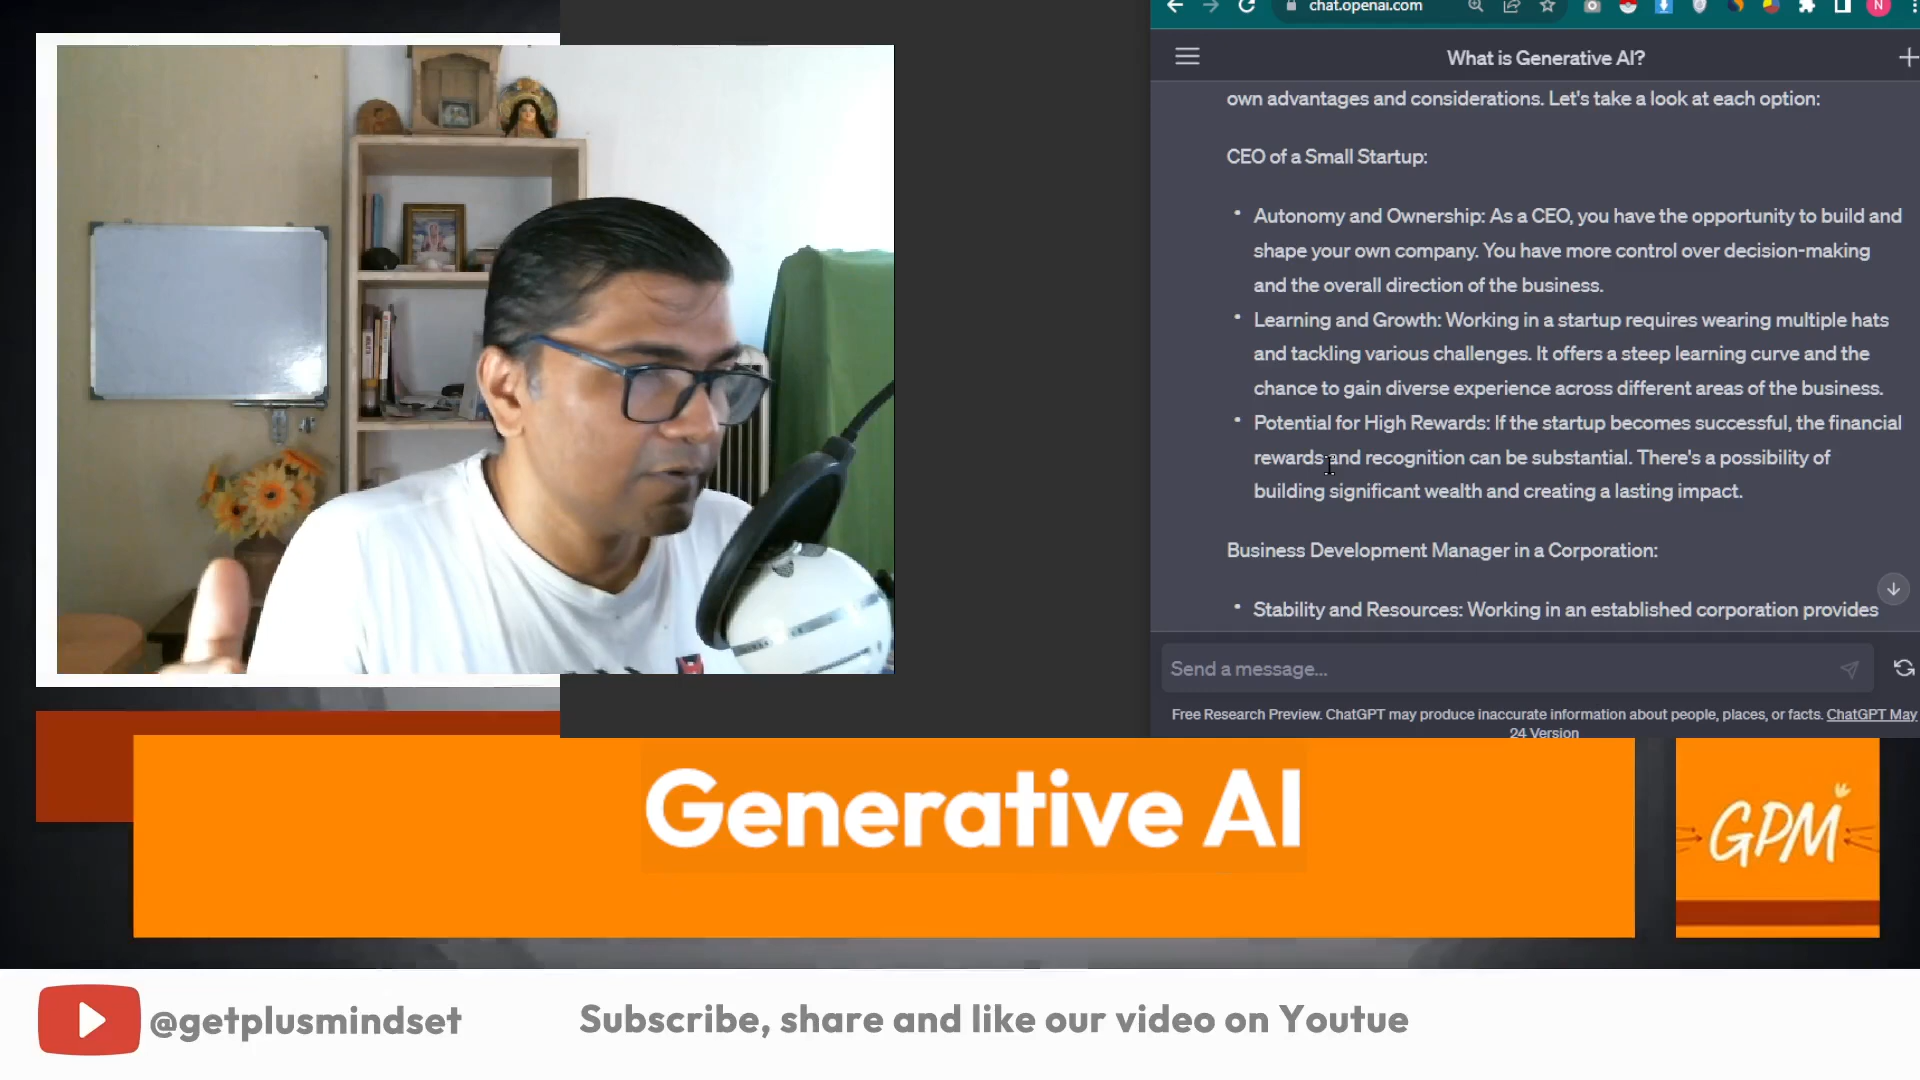 chat.openai.com
N
What is Generative AI?
own advantages and considerations. Let's take a look at each option:
CEO of a Small Startup:
• Autonomy and Ownership: As a CEO, you have the opportunity to build and
shape your own company. You have more control over decision-making
and the overall direction of the business.
• Learning and Growth: Working in a startup requires wearing multiple hats
and tackling various challenges. It offers a steep learning curve and the
chance to gain diverse experience across different areas of the business.
• Potential for High Rewards: If the startup becomes successful, the financial
rewards and recognition can be substantial. There's a possibility of
building significant wealth and creating a lasting impact.
Business Development Manager in a Corporation:
• Stability and Resources: Working in an established corporation provides
Send a message...
Free Research Preview. ChatGPT may produce inaccurate information about people, places, or facts. ChatGPT May
24 Version
Generative AI
GPM
@getplusmindset
Subscribe, share and like our video on Youtue